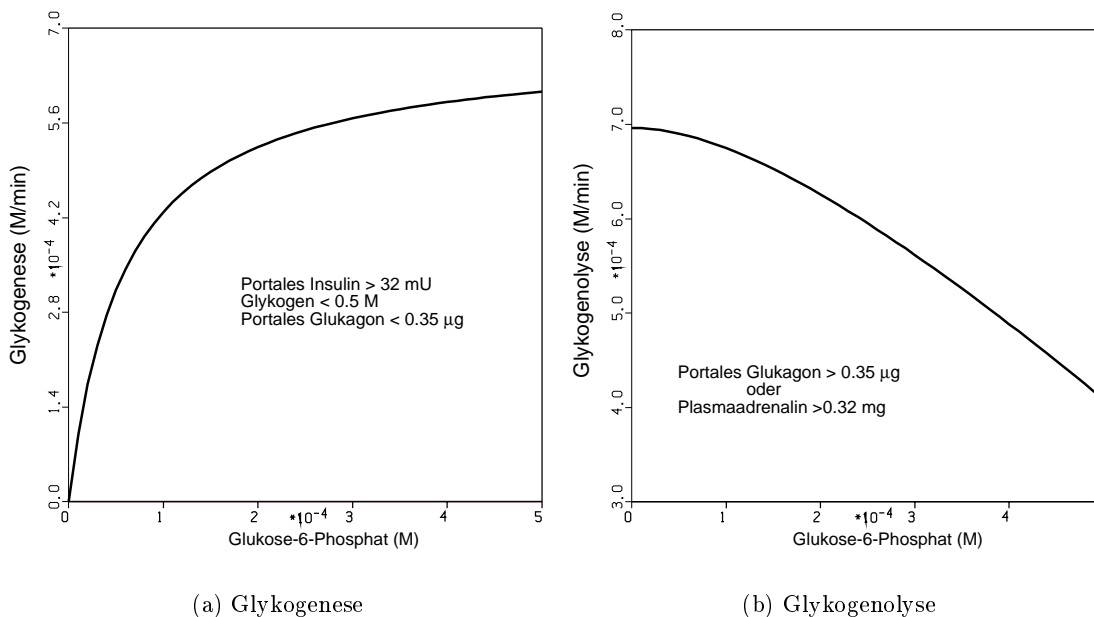 7.0
5.6
4.2
2.8
1.4
0.0
*10⁻⁴
Glykogenese (M/min)
Portales Insulin > 32 mU
Glykogen < 0.5 M
Portales Glukagon < 0.35 µg
0 1 2 3 4 5
*10⁻⁴
Glukose-6-Phosphat (M)
(a) Glykogenese
8.0
7.0
6.0
5.0
4.0
3.0
*10⁻⁴
Glykogenolyse (M/min)
Portales Glukagon > 0.35 µg
oder
Plasmaadrenalin >0.32 mg
0 1 2 3 4
*10⁻⁴
Glukose-6-Phosphat (M)
(b) Glykogenolyse